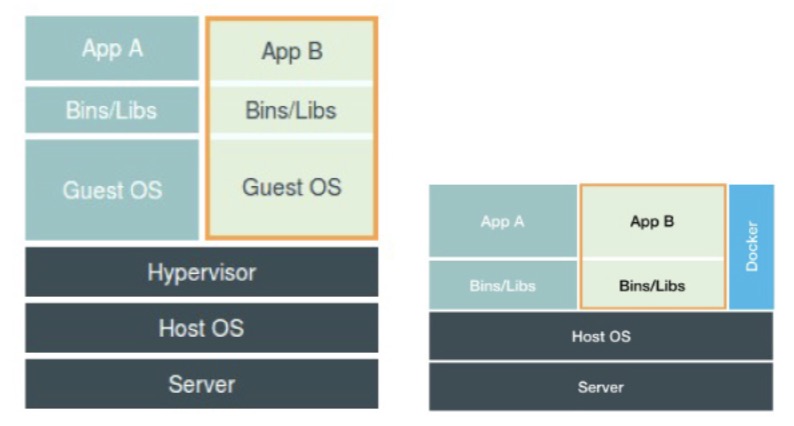 App A
App B
Bins/Libs
Bins/Libs
Guest OS
Guest OS
Hypervisor
Host OS
Server
App A
App B
Docker
Bins/Libs
Bins/Libs
Host OS
Server